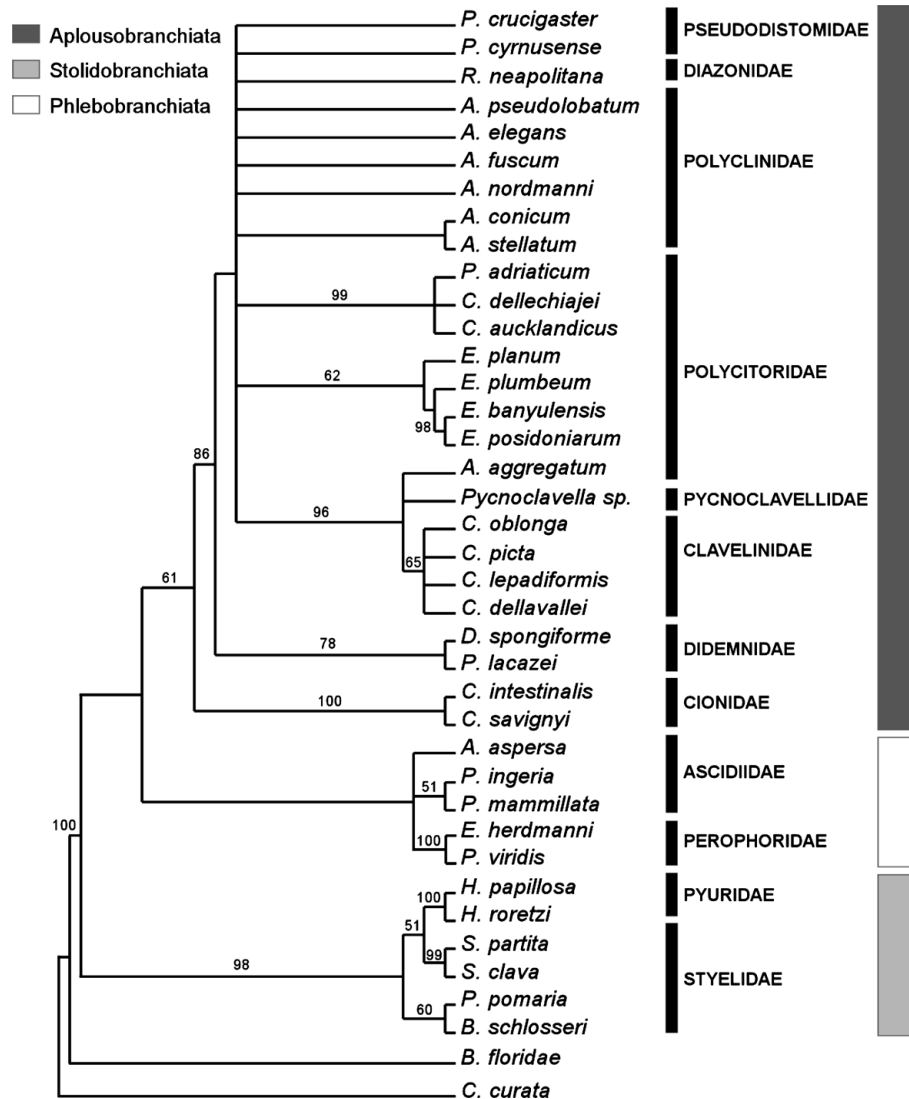 Aplousobranchiata
Stolidobranchiata
Phlebobranchiata
P. crucigaster
P. cyrnusense
PSEUDODISTOMIDAE
R. neapolitana
DIAZONIDAE
A. pseudolobatum
A. elegans
A. fuscum
A. nordmanni
A. conicum
A. stellatum
POLYCLINIDAE
99
P. adriaticum
C. dellechiajei
C. aucklandicus
62
E. planum
E. plumbeum
98
E. banyulensis
E. posidoniarum
A. aggregatum
POLYCITORIDAE
86
96
Pycnoclavella sp.
PYCNOCLAVELLIDAE
65
C. oblonga
C. picta
C. lepadiformis
C. dellavallei
CLAVELINIDAE
61
78
D. spongiforme
P. lacazei
DIDEMNIDAE
100
C. intestinalis
C. savignyi
CIONIDAE
A. aspersa
51
P. ingeria
P. mammillata
ASCIDIIDAE
100
E. herdmanni
P. viridis
PEROPHORIDAE
100
100
H. papillosa
H. roretzi
PYURIDAE
51
99
S. partita
S. clava
98
60
P. pomaria
B. schlosseri
STYELIDAE
B. floridae
C. curata